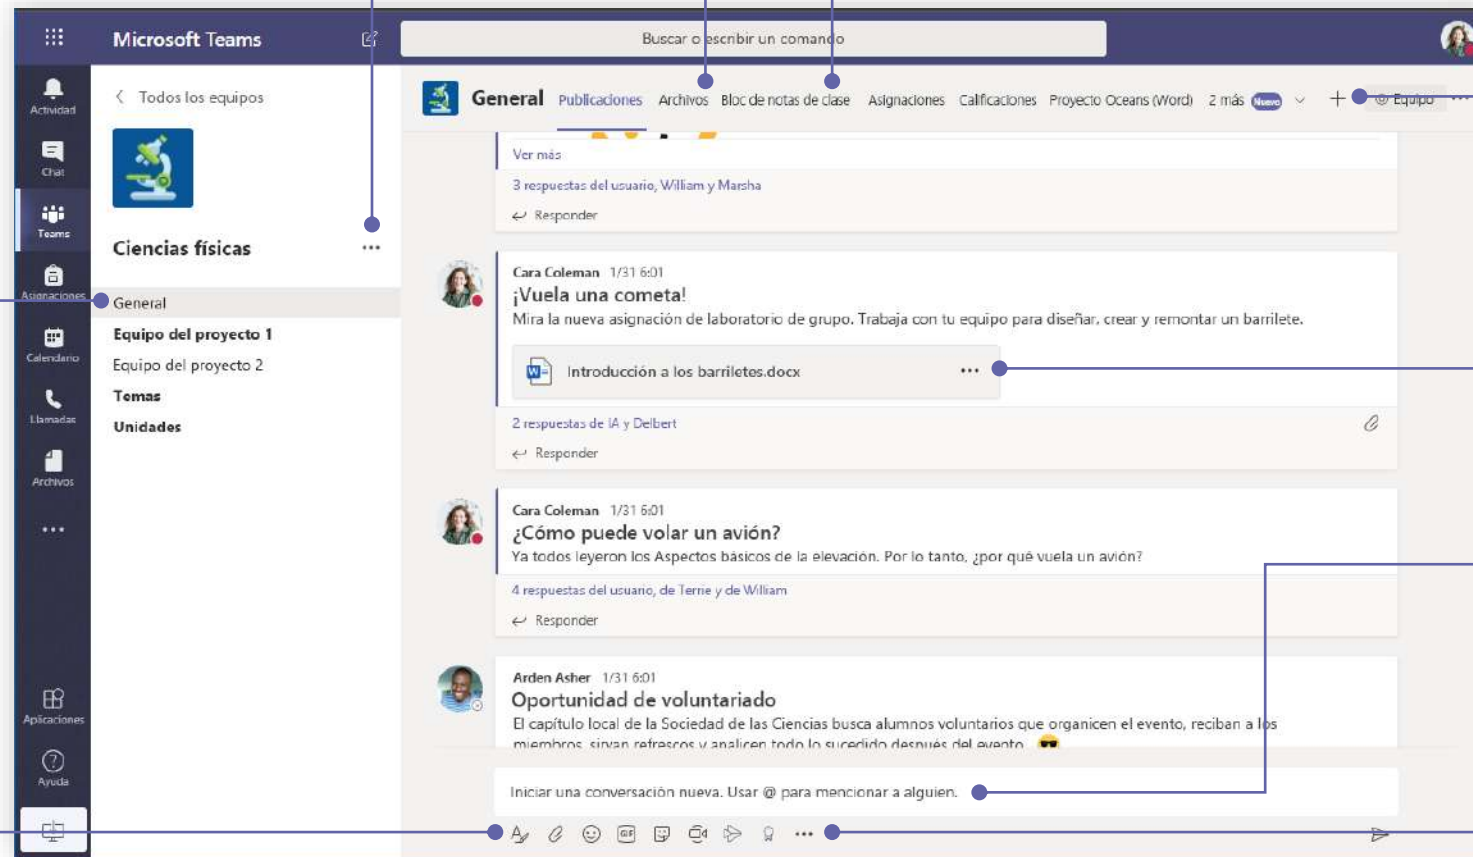 Microsoft Teams
Buscar o escribir un comando
Actividad
Chat
Teams
Asignaciones
Calendario
Llamadas
Archivos
Aplicaciones
Ayuda
Todos los equipos
Ciencias físicas
General
Equipo del proyecto 1
Equipo del proyecto 2
Temas
Unidades
General Publicaciones Archivos Bloc de notas de clase Asignaciones Calificaciones Proyecto Oceans (Word) 2 más Nuevo Equipo
Ver más
3 respuestas del usuario, William y Marsha
Responder
Cara Coleman 1/31 6:01
¡Vuela una cometa!
Mira la nueva asignación de laboratorio de grupo. Trabaja con tu equipo para diseñar, crear y remontar un barrilete.
Introducción a los barriletes.docx
2 respuestas de IA y Delbert
Responder
Cara Coleman 1/31 6:01
¿Cómo puede volar un avión?
Ya todos leyeron los Aspectos básicos de la elevación. Por lo tanto, ¿por qué vuela un avión?
4 respuestas del usuario, de Terrie y de William
Responder
Arden Asher 1/31 6:01
Oportunidad de voluntariado
El capítulo local de la Sociedad de las Ciencias busca alumnos voluntarios que organicen el evento, reciban a los
miembros, sirvan refrescos y analicen todo lo sucedido después del evento.
Iniciar una conversación nueva. Usar @ para mencionar a alguien.
GIF